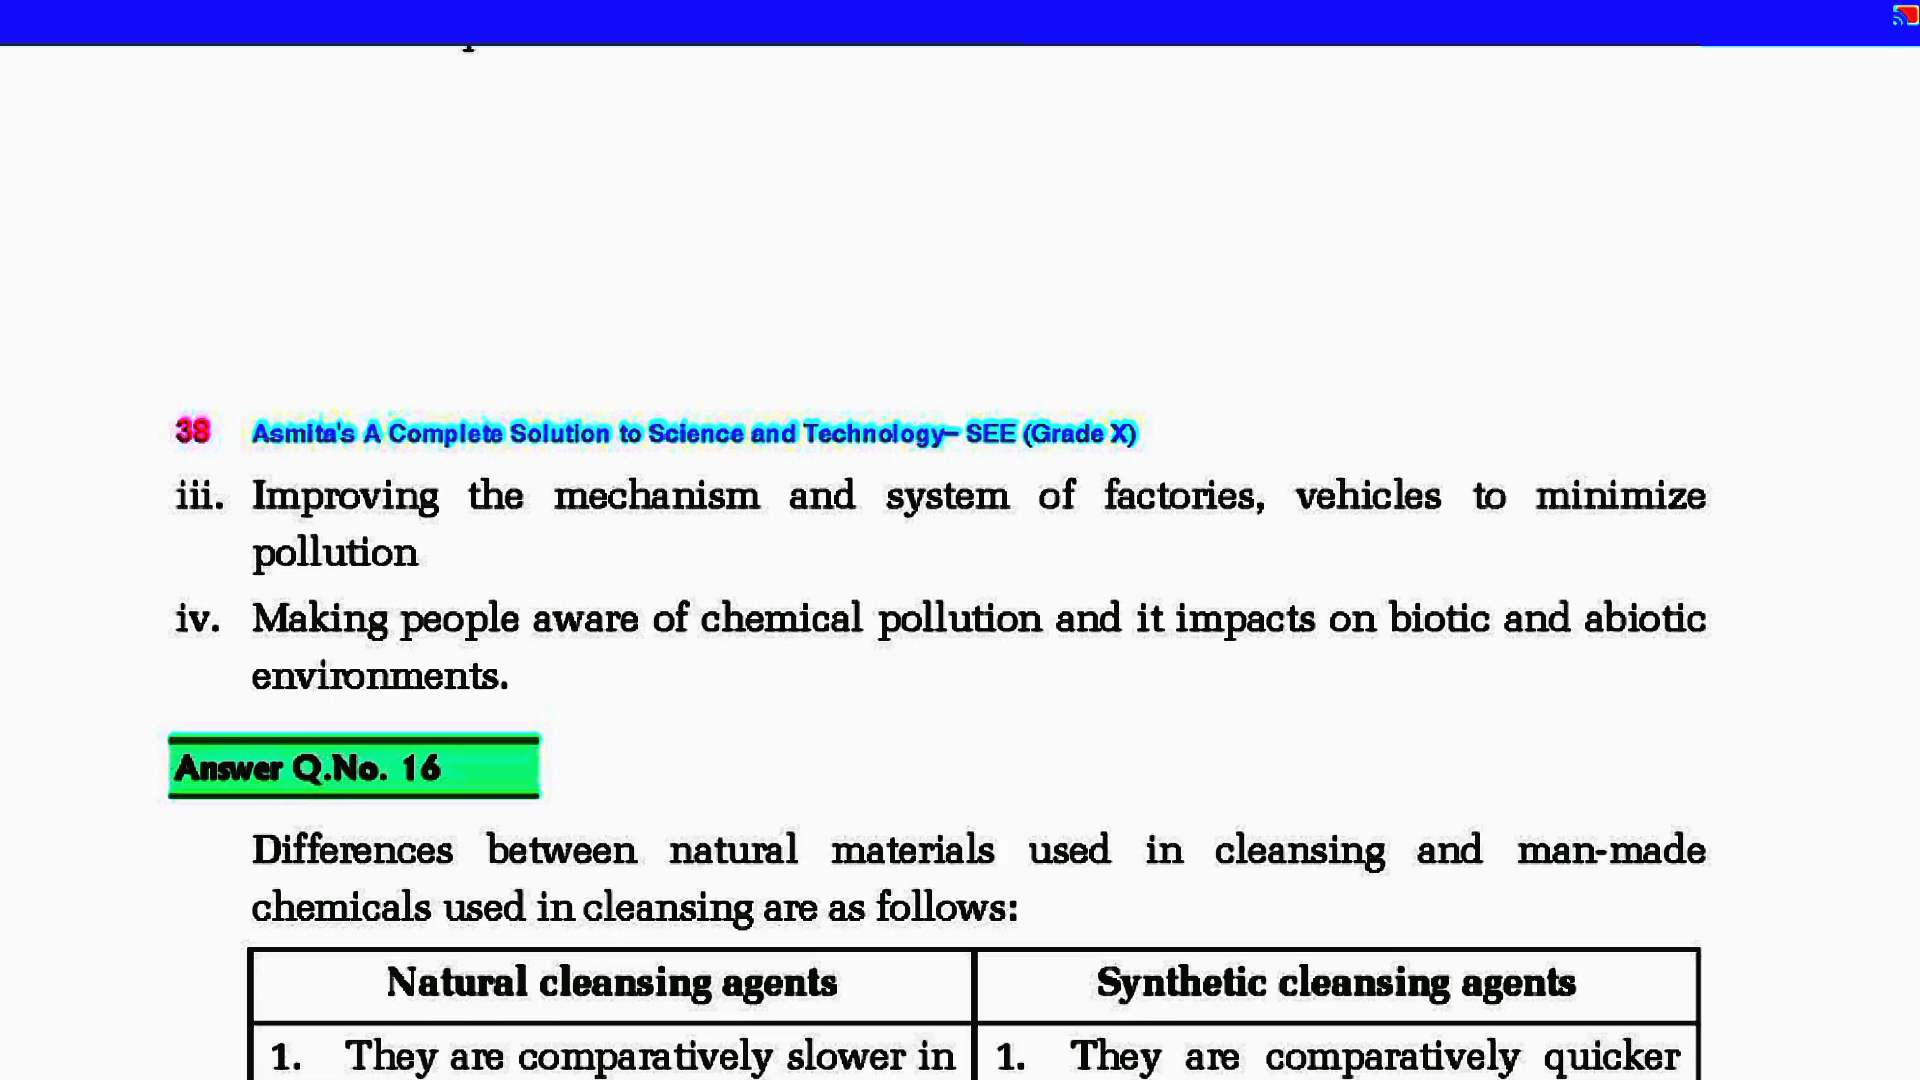 38 Asmita's A Complete Solution to Science and Technology– SEE (Grade X)
iii. Improving the mechanism and system of factories, vehicles to minimize
pollution
iv. Making people aware of chemical pollution and it impacts on biotic and abiotic
environments.
Answer Q.No. 16
Differences between natural materials used in cleansing and man-made
chemicals used in cleansing are as follows:
Natural cleansing agents
Synthetic cleansing agents
1. They are comparatively slower in
1. They are comparatively quicker